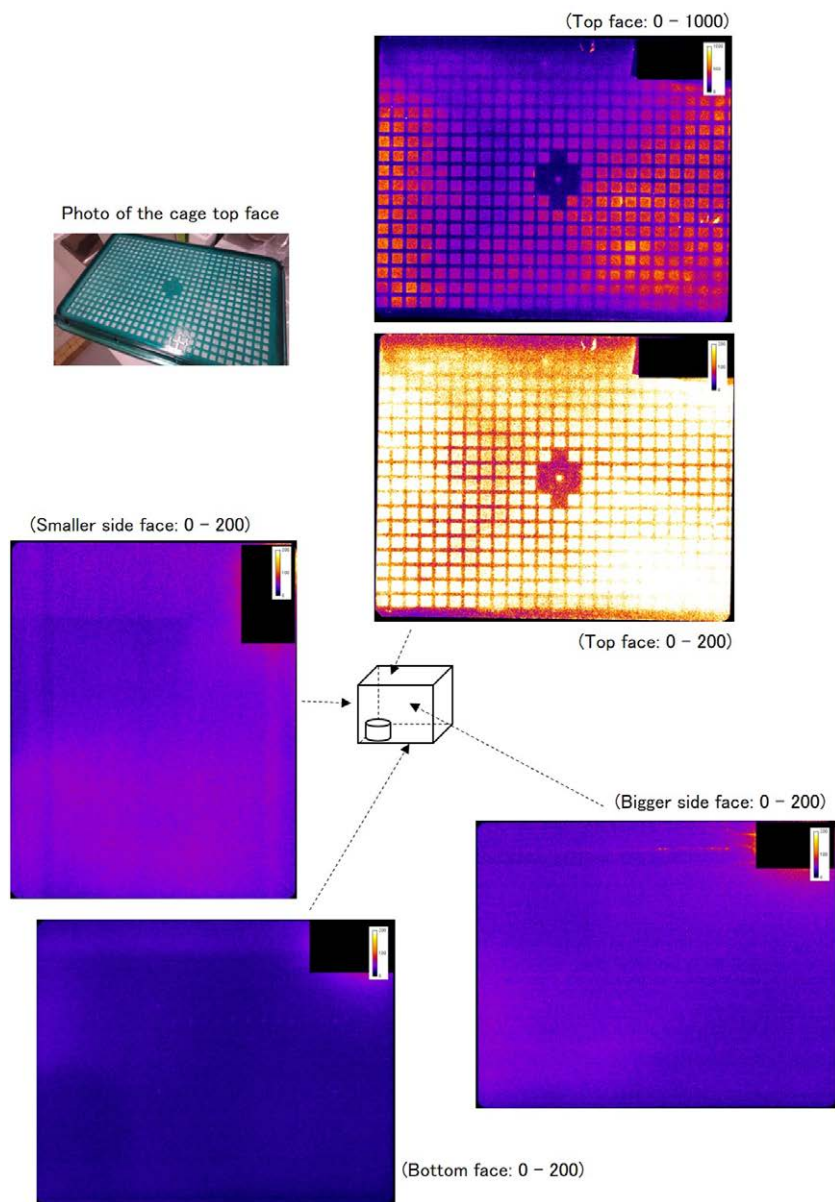 (Top face: 0 – 1000)
Photo of the cage top face
(Smaller side face: 0 – 200)
(Top face: 0 – 200)
(Bigger side face: 0 – 200)
(Bottom face: 0 – 200)